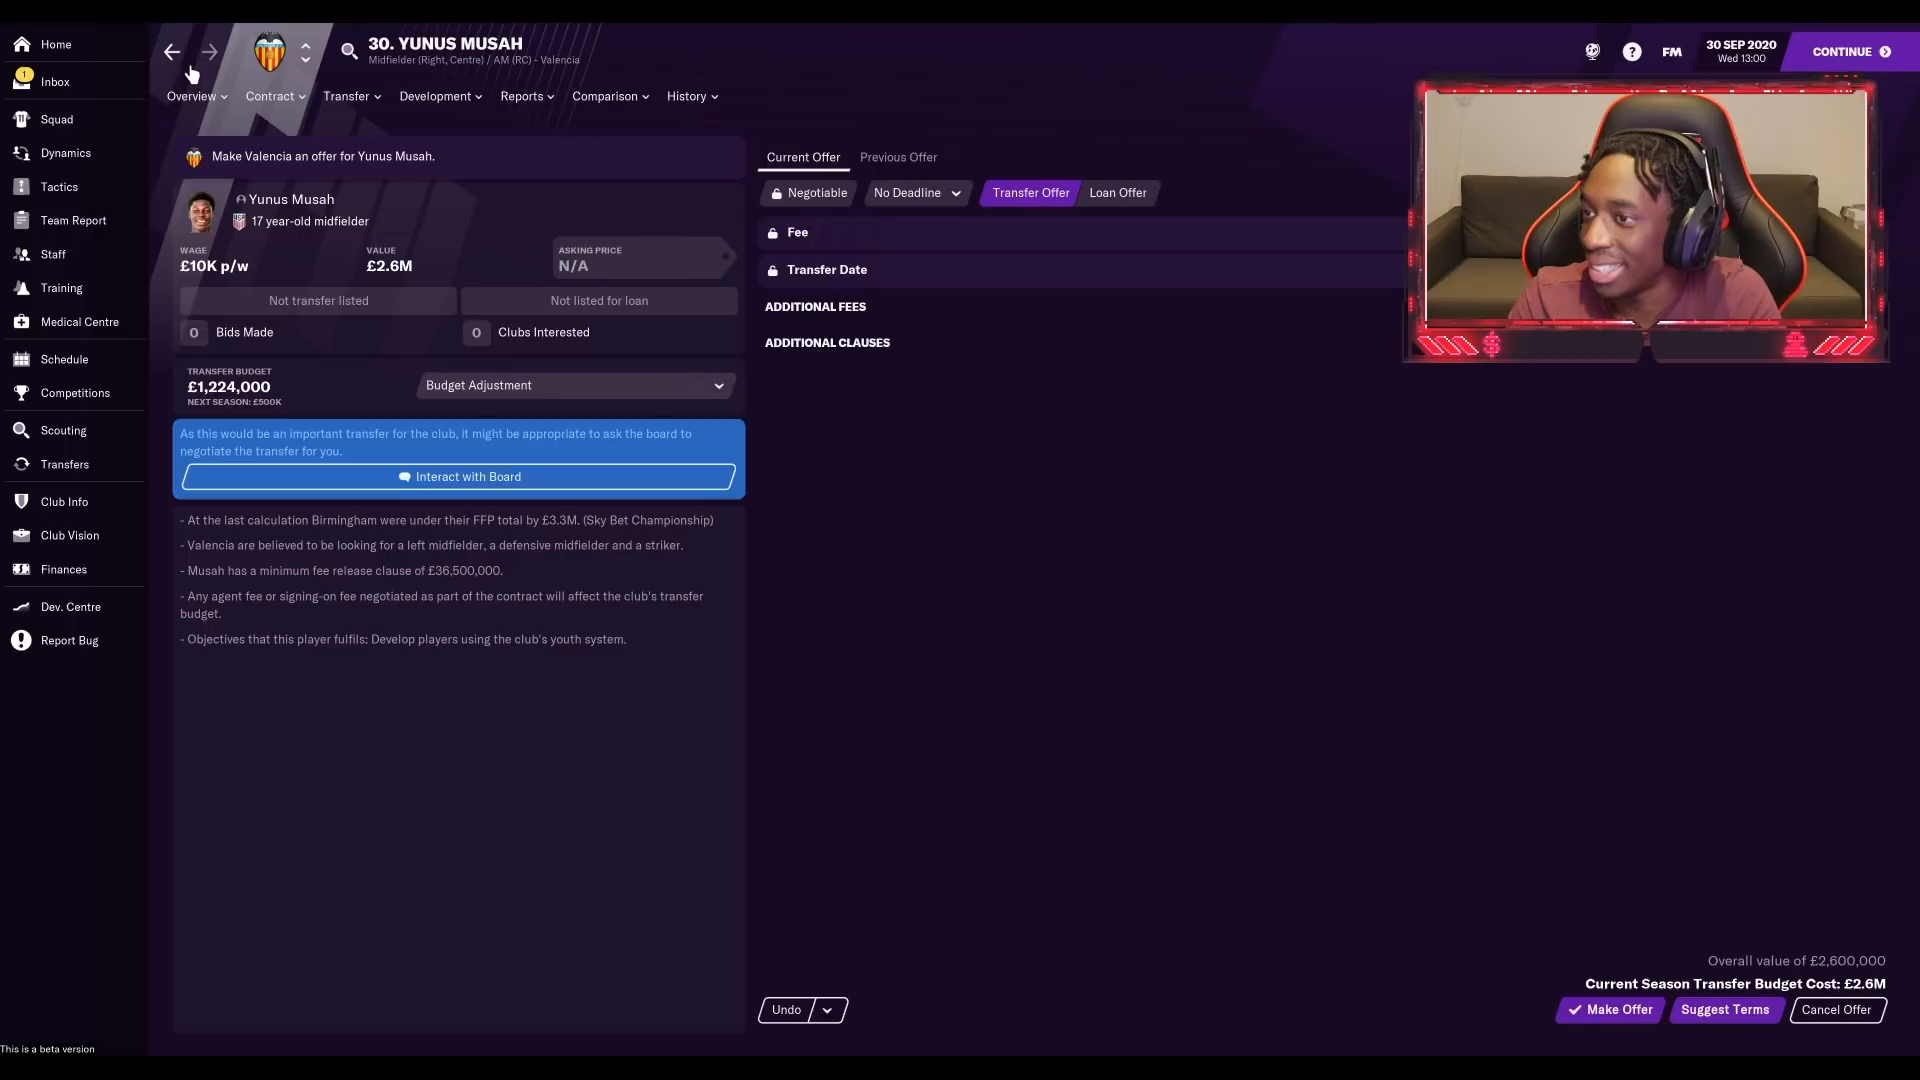 Home
Inbox
1
Squad
Dynamics
Tactics
Team Report
Staff
Training
Medical Centre
Schedule
Competitions
Scouting
Transfers
Club Info
Club Vision
Finances
Dev. Centre
Report Bug
This is a beta version
30. YUNUS MUSAH
Midfielder (Right, Centre) / AM (RC) - Valencia
FM
30 SEP 2020
Wed 13:00
CONTINUE
Overview
Contract
Transfer
Development
Reports
Comparison
History
Make Valencia an offer for Yunus Musah.
Yunus Musah
17 year-old midfielder
WAGE
£10K p/w
VALUE
£2.6M
ASKING PRICE
N/A
Not transfer listed
Not listed for loan
0 Bids Made
0 Clubs Interested
TRANSFER BUDGET
£1,224,000
NEXT SEASON: £500K
Budget Adjustment
As this would be an important transfer for the club, it might be appropriate to ask the board to
negotiate the transfer for you.
Interact with Board
- At the last calculation Birmingham were under their FFP total by £3.3M. (Sky Bet Championship)
- Valencia are believed to be looking for a left midfielder, a defensive midfielder and a striker.
- Musah has a minimum fee release clause of £36,500,000.
- Any agent fee or signing-on fee negotiated as part of the contract will affect the club's transfer
budget.
- Objectives that this player fulfils: Develop players using the club's youth system.
Current Offer
Previous Offer
Negotiable
No Deadline
Transfer Offer
Loan Offer
Fee
Transfer Date
ADDITIONAL FEES
ADDITIONAL CLAUSES
Undo
Overall value of £2,600,000
Current Season Transfer Budget Cost: £2.6M
Make Offer
Suggest Terms
Cancel Offer